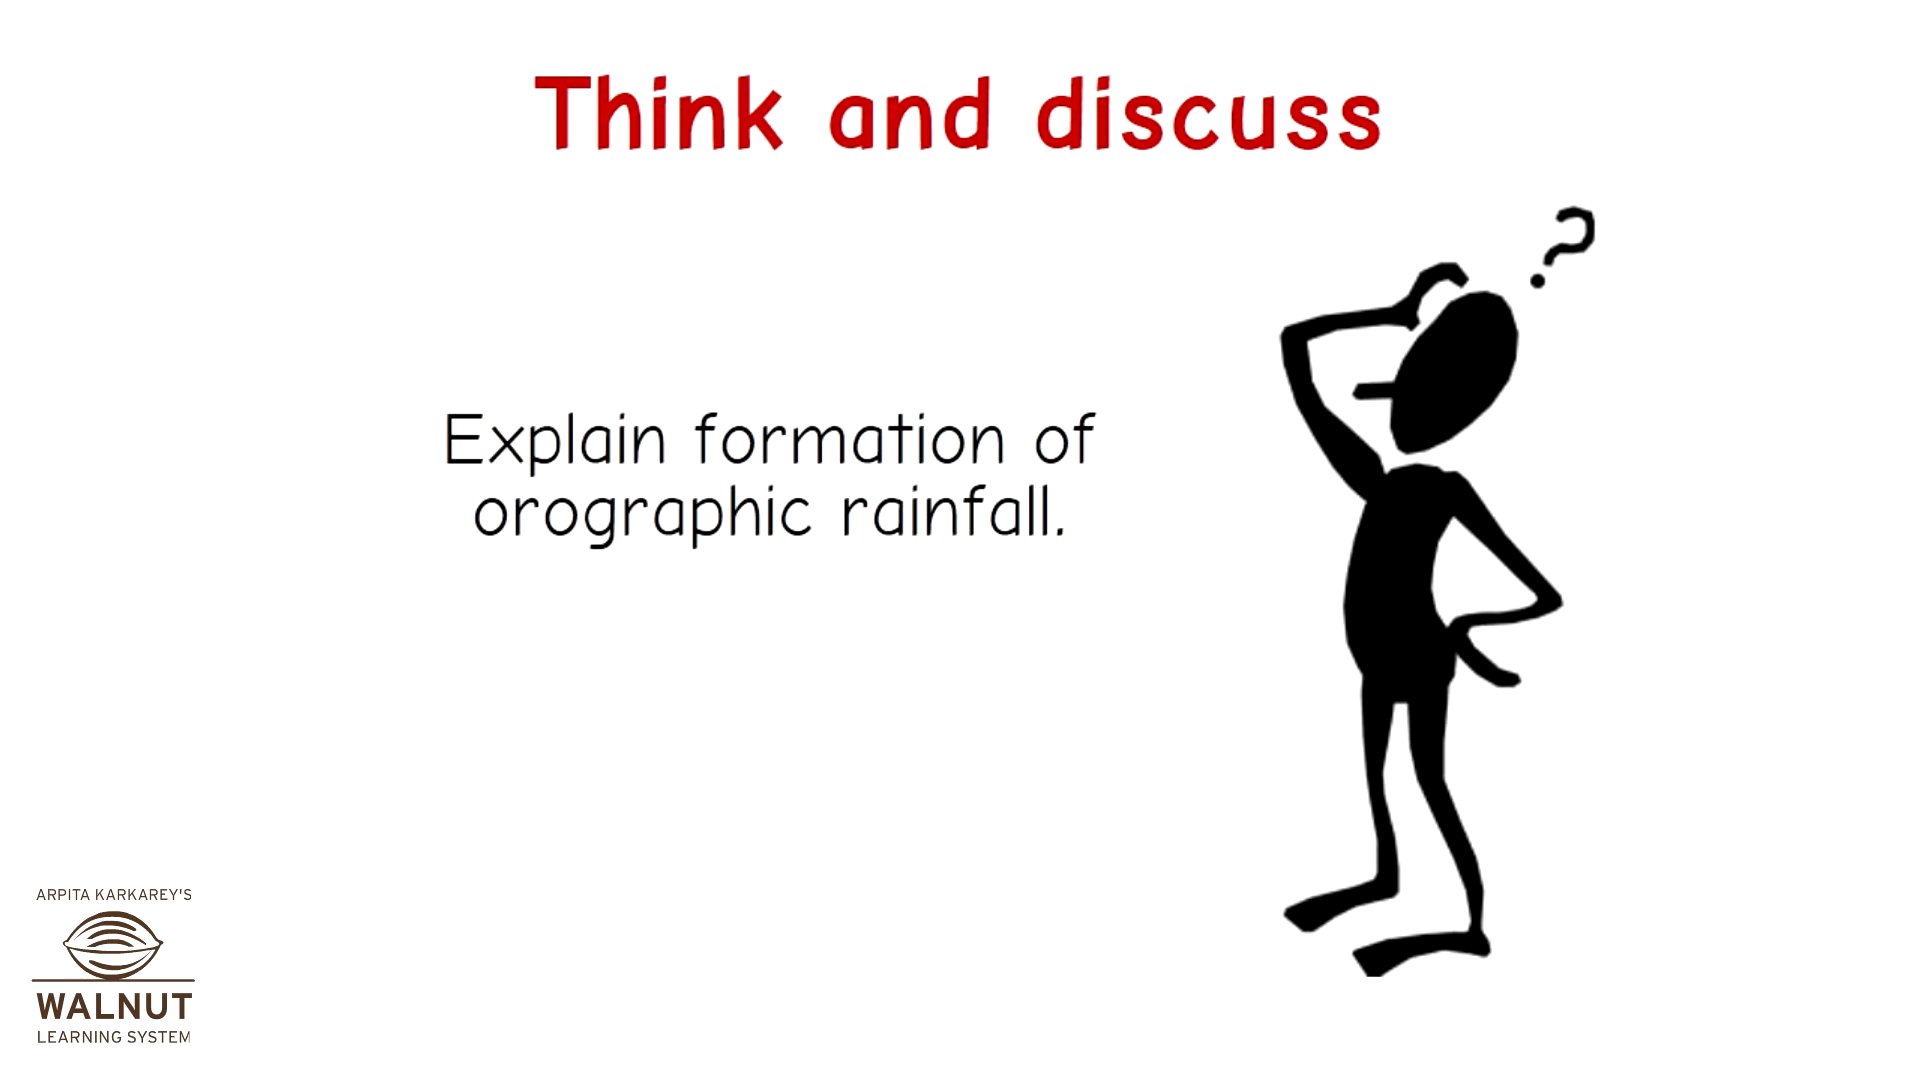 Think and discuss
Explain formation of
orographic rainfall.
?
ARPITA KARKAREY'S
WALNUT
LEARNING SYSTEM